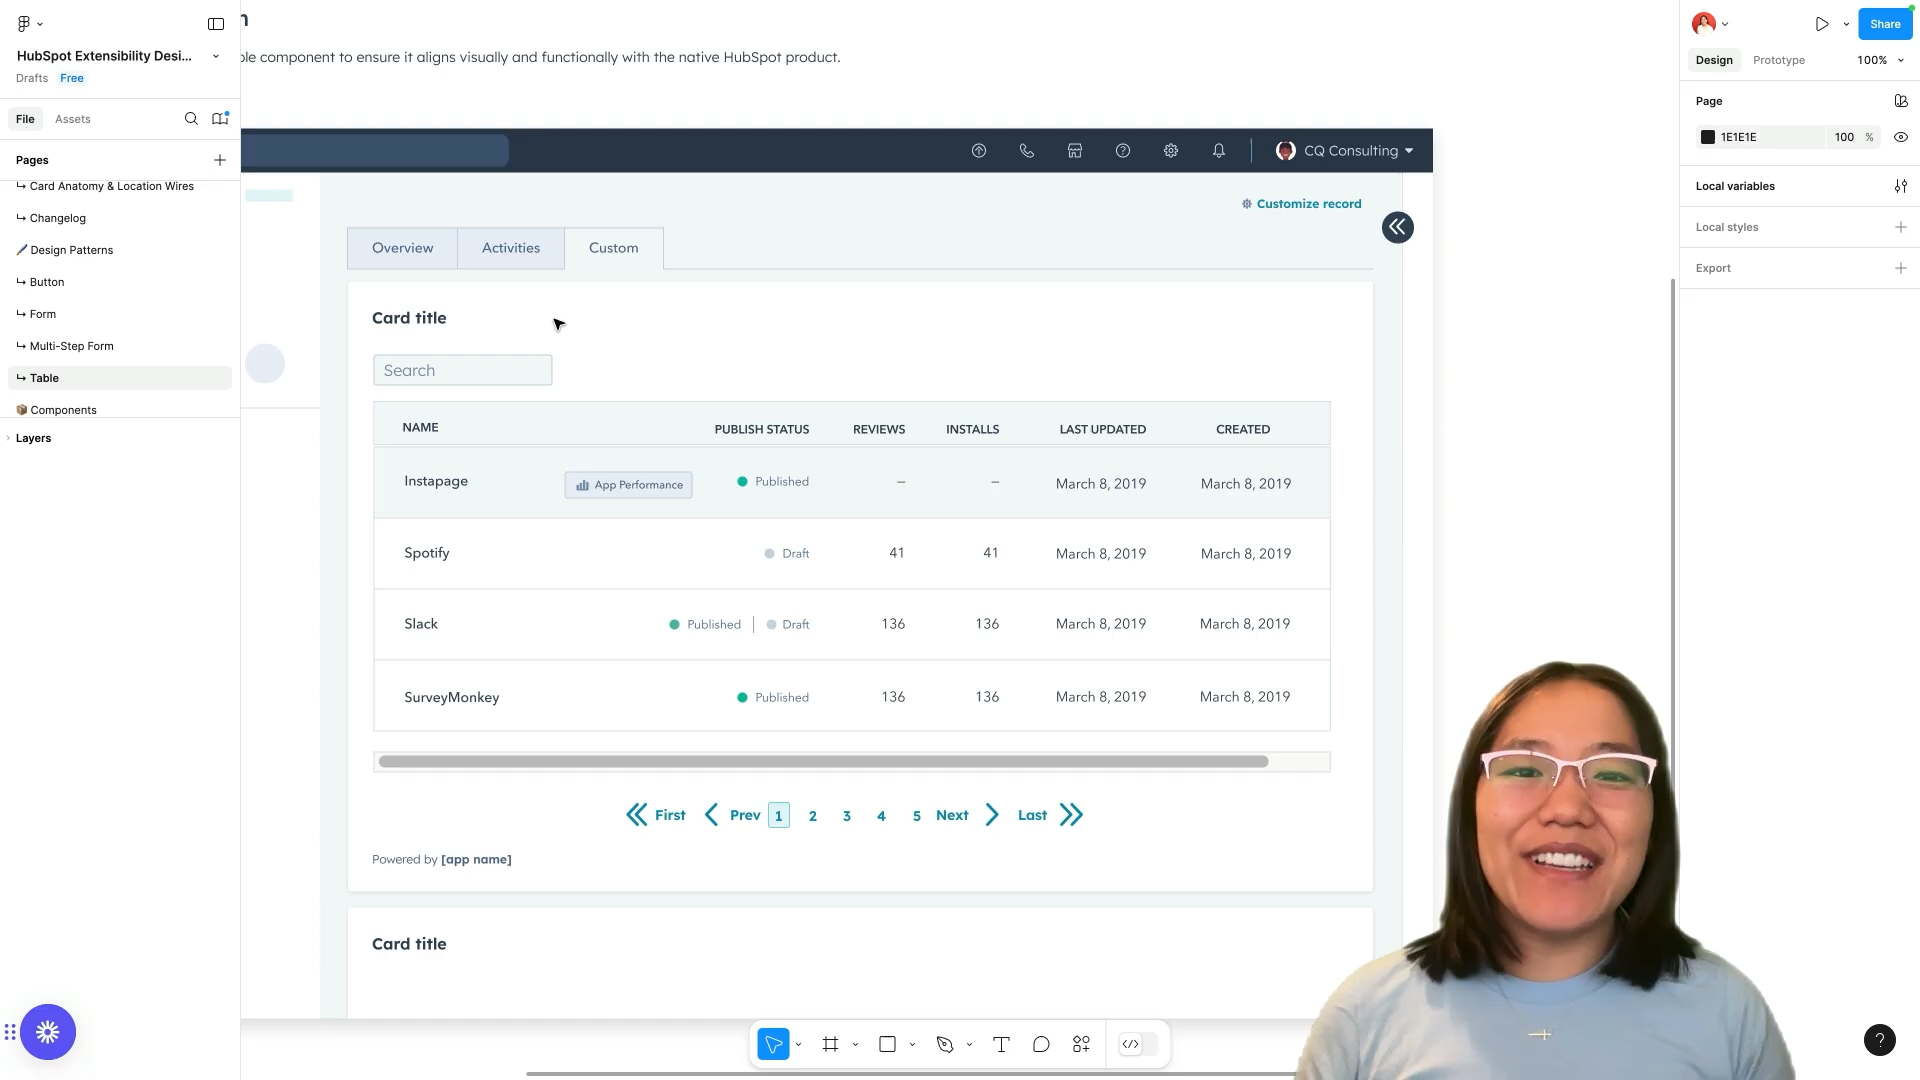 HubSpot Extensibility Desi...
Drafts Free
File Assets
Pages
Card Anatomy & Location Wires
Changelog
Design Patterns
Button
Form
Multi-Step Form
Table
Components
Layers
ble component to ensure it aligns visually and functionally with the native HubSpot product.
CQ Consulting
Customize record
Overview Activities Custom
Card title
Search
NAME PUBLISH STATUS REVIEWS INSTALLS LAST UPDATED CREATED
Instapage App Performance Published – – March 8, 2019 March 8, 2019
Spotify Draft 41 41 March 8, 2019 March 8, 2019
Slack Published | Draft 136 136 March 8, 2019 March 8, 2019
SurveyMonkey Published 136 136 March 8, 2019 March 8, 2019
First Prev 1 2 3 4 5 Next Last
Powered by [app name]
Card title
Share
Design Prototype 100%
Page
1E1E1E 100 %
Local variables
Local styles
Export
?